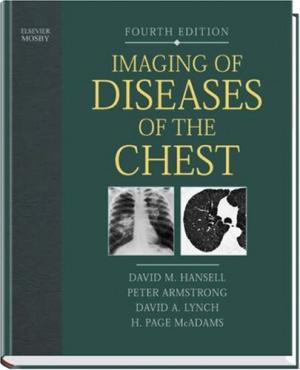 ELSEVIER
MOSBY
FOURTH EDITION
IMAGING OF
DISEASES
OF THE
CHEST
DAVID M. HANSELL
PETER ARMSTRONG
DAVID A. LYNCH
H. PAGE McADAMS